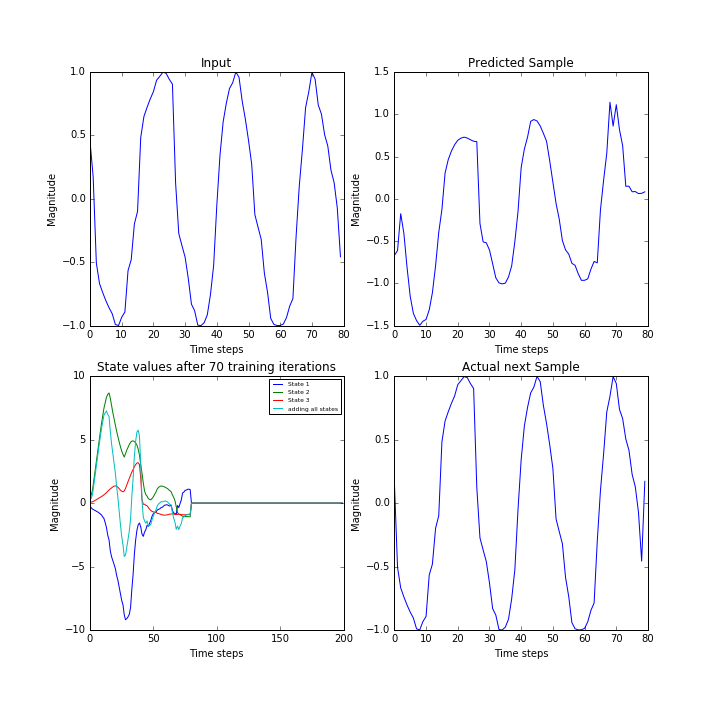 Input
1.0
0.5
0.0
−0.5
−1.0
Magnitude
0 10 20 30 40 50 60 70 80
Time steps
Predicted Sample
1.5
1.0
0.5
0.0
−0.5
−1.0
−1.5
Magnitude
0 10 20 30 40 50 60 70 80
Time steps
State values after 70 training iterations
10
5
0
−5
−10
Magnitude
State 1
State 2
State 3
adding all states
0 50 100 150 200
Time steps
Actual next Sample
1.0
0.5
0.0
−0.5
−1.0
Magnitude
0 10 20 30 40 50 60 70 80
Time steps